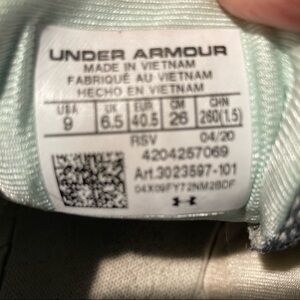 UNDER ARMOUR
MADE IN VIETNAM
FABRIQUÉ AU VIETNAM
HECHO EN VIETNAM
USA UK EUR CM CHN
9 6.5 40.5 26 260(1.5)
RSV 04/20
4204257069
Art.3023597-101
04X09FY72NM2BDF